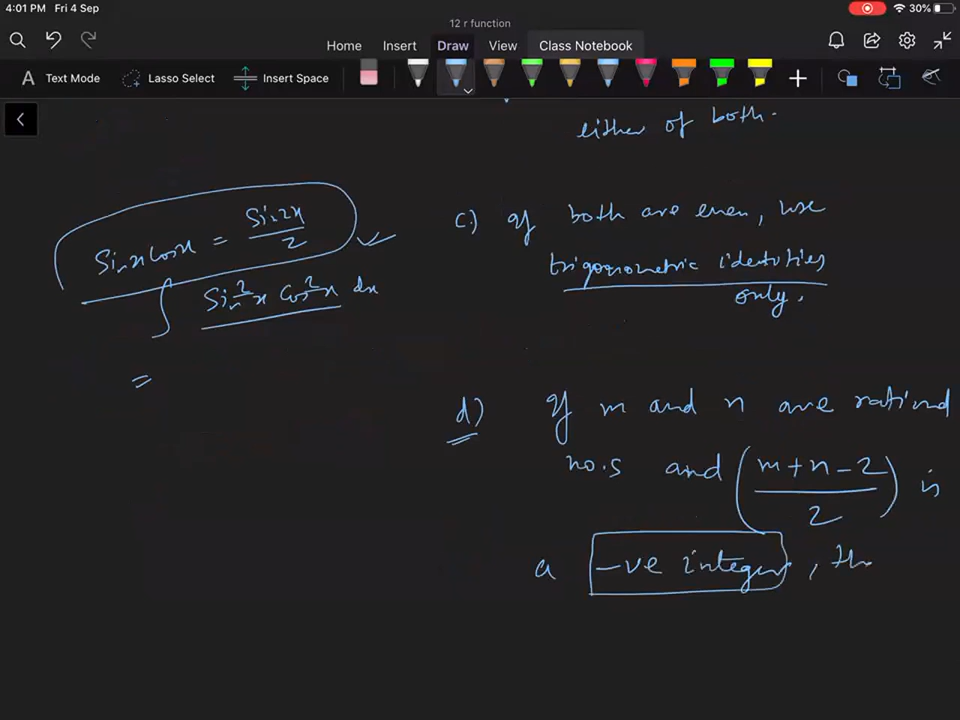 4:01 PM Fri 4 Sep
30%
12 r function
Home Insert Draw View Class Notebook
Text Mode Lasso Select Insert Space
either of both.
Sinx Cosx = Sin2x/2
∫ Sin²x Cos²x dx
=
c.) If both are even, use
trigonometric identities
only.
d) If m and n are rational
no.s and (m+n-2/2) is
a -ve integer, th